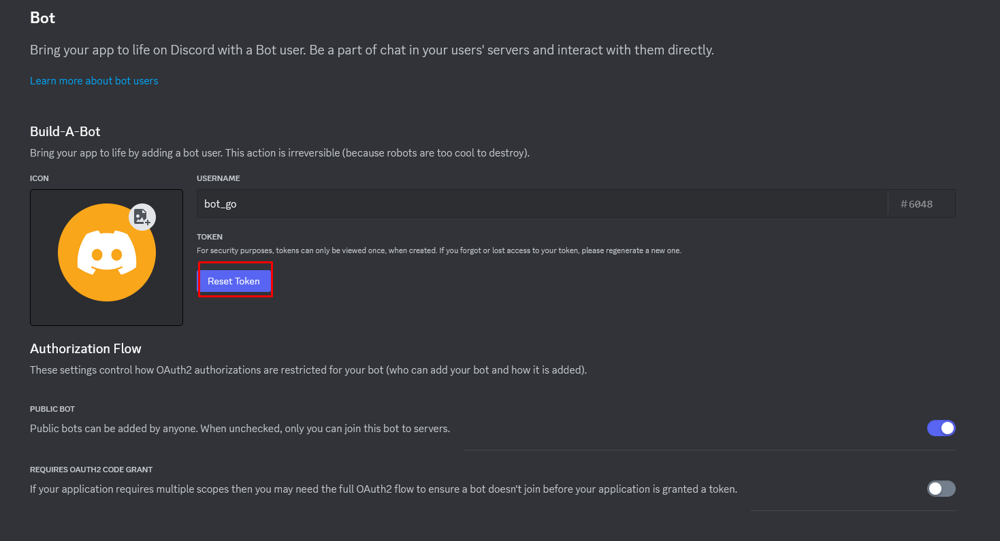 Bot
Bring your app to life on Discord with a Bot user. Be a part of chat in your users' servers and interact with them directly.
Learn more about bot users
Build-A-Bot
Bring your app to life by adding a bot user. This action is irreversible (because robots are too cool to destroy).
ICON
USERNAME
bot_go
#6048
TOKEN
For security purposes, tokens can only be viewed once, when created. If you forgot or lost access to your token, please regenerate a new one.
Reset Token
Authorization Flow
These settings control how OAuth2 authorizations are restricted for your bot (who can add your bot and how it is added).
PUBLIC BOT
Public bots can be added by anyone. When unchecked, only you can join this bot to servers.
REQUIRES OAUTH2 CODE GRANT
If your application requires multiple scopes then you may need the full OAuth2 flow to ensure a bot doesn't join before your application is granted a token.